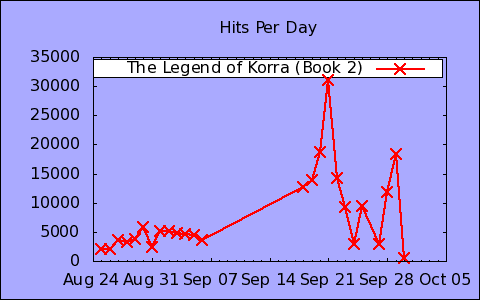 Hits Per Day
35000
The Legend of Korra (Book 2)
30000
25000
20000
15000
10000
5000
0
Aug 24 Aug 31 Sep 07 Sep 14 Sep 21 Sep 28 Oct 05